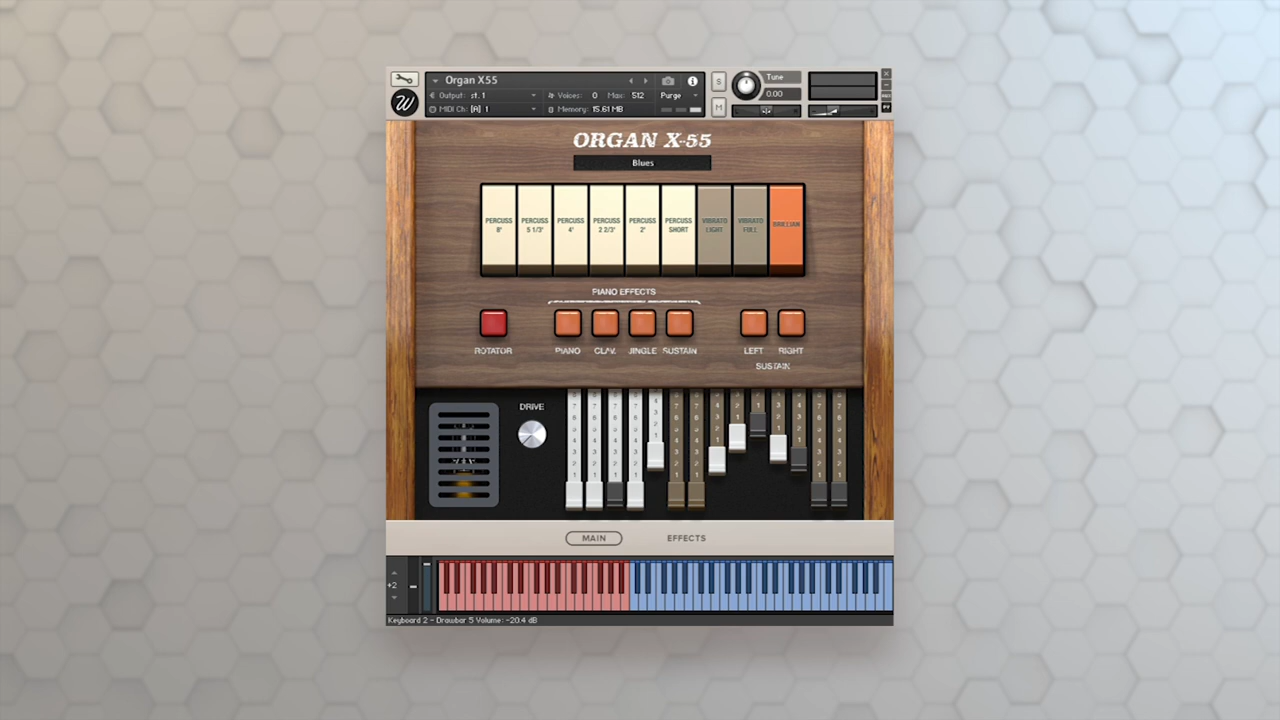 Organ X55
S
Tune
Output: st. 1
Voices: 0 Max: 512
Purge
0.00
MIDI Ch: [A] 1
Memory: 15.61 MB
M
W
ORGAN X-55
Blues
PERCUSS 8' PERCUSS 5 1/3' PERCUSS 4' PERCUSS 2 2/3' PERCUSS 2' PERCUSS SHORT VIBRATO LIGHT VIBRATO FULL BRILLIAN
PIANO EFFECTS
ROTATOR PIANO CLAV. JINGLE SUSTAIN LEFT RIGHT
SUSTAIN
DRIVE
MAIN EFFECTS
+2
Keyboard 2 - Drawbar 5 Volume: -20.4 dB